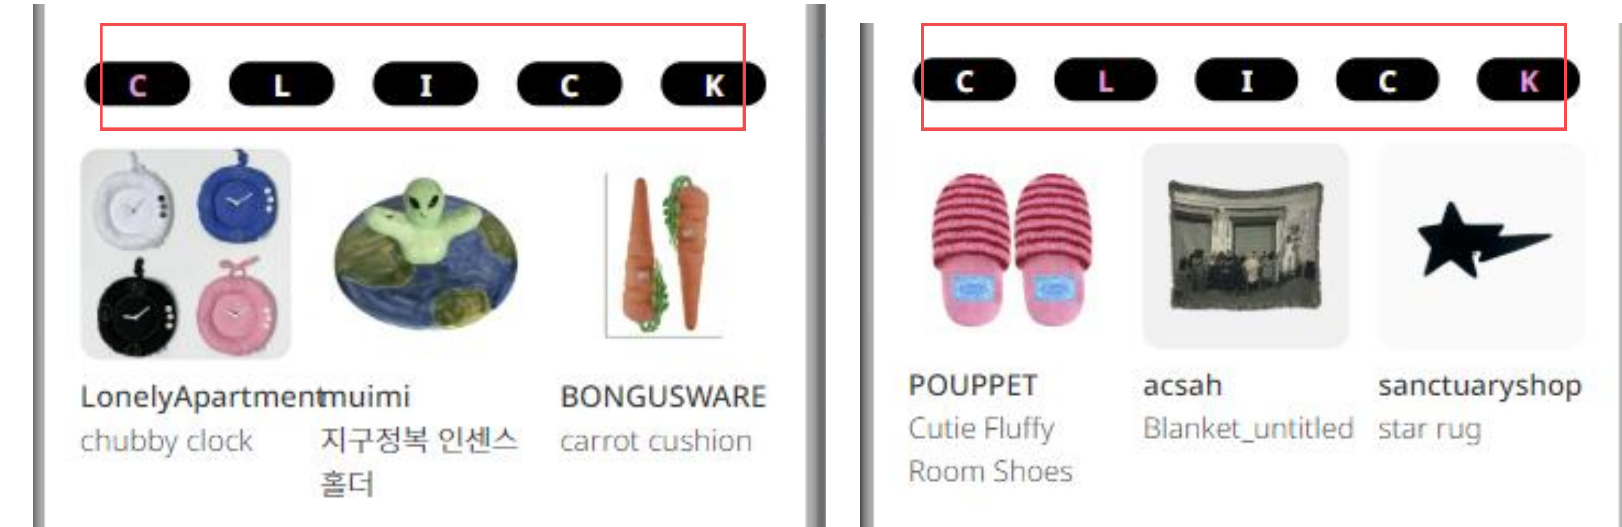 C L I C K
LonelyApartment
chubby clock
muimi
지구정복 인센스
홀더
BONGUSWARE
carrot cushion
C L I C K
POUPPET
Cutie Fluffy
Room Shoes
acsah
Blanket_untitled
sanctuaryshop
star rug